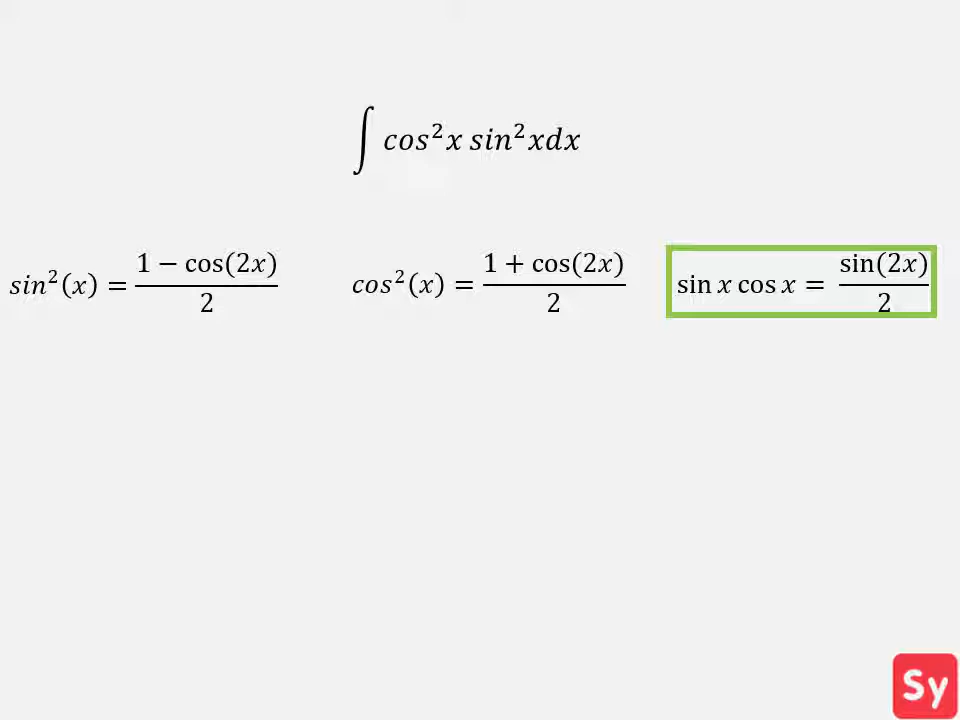 ∫ cos²x sin²xdx
sin²(x) = (1 − cos(2x))/2 cos²(x) = (1 + cos(2x))/2 sin x cos x = sin(2x)/2
Sy